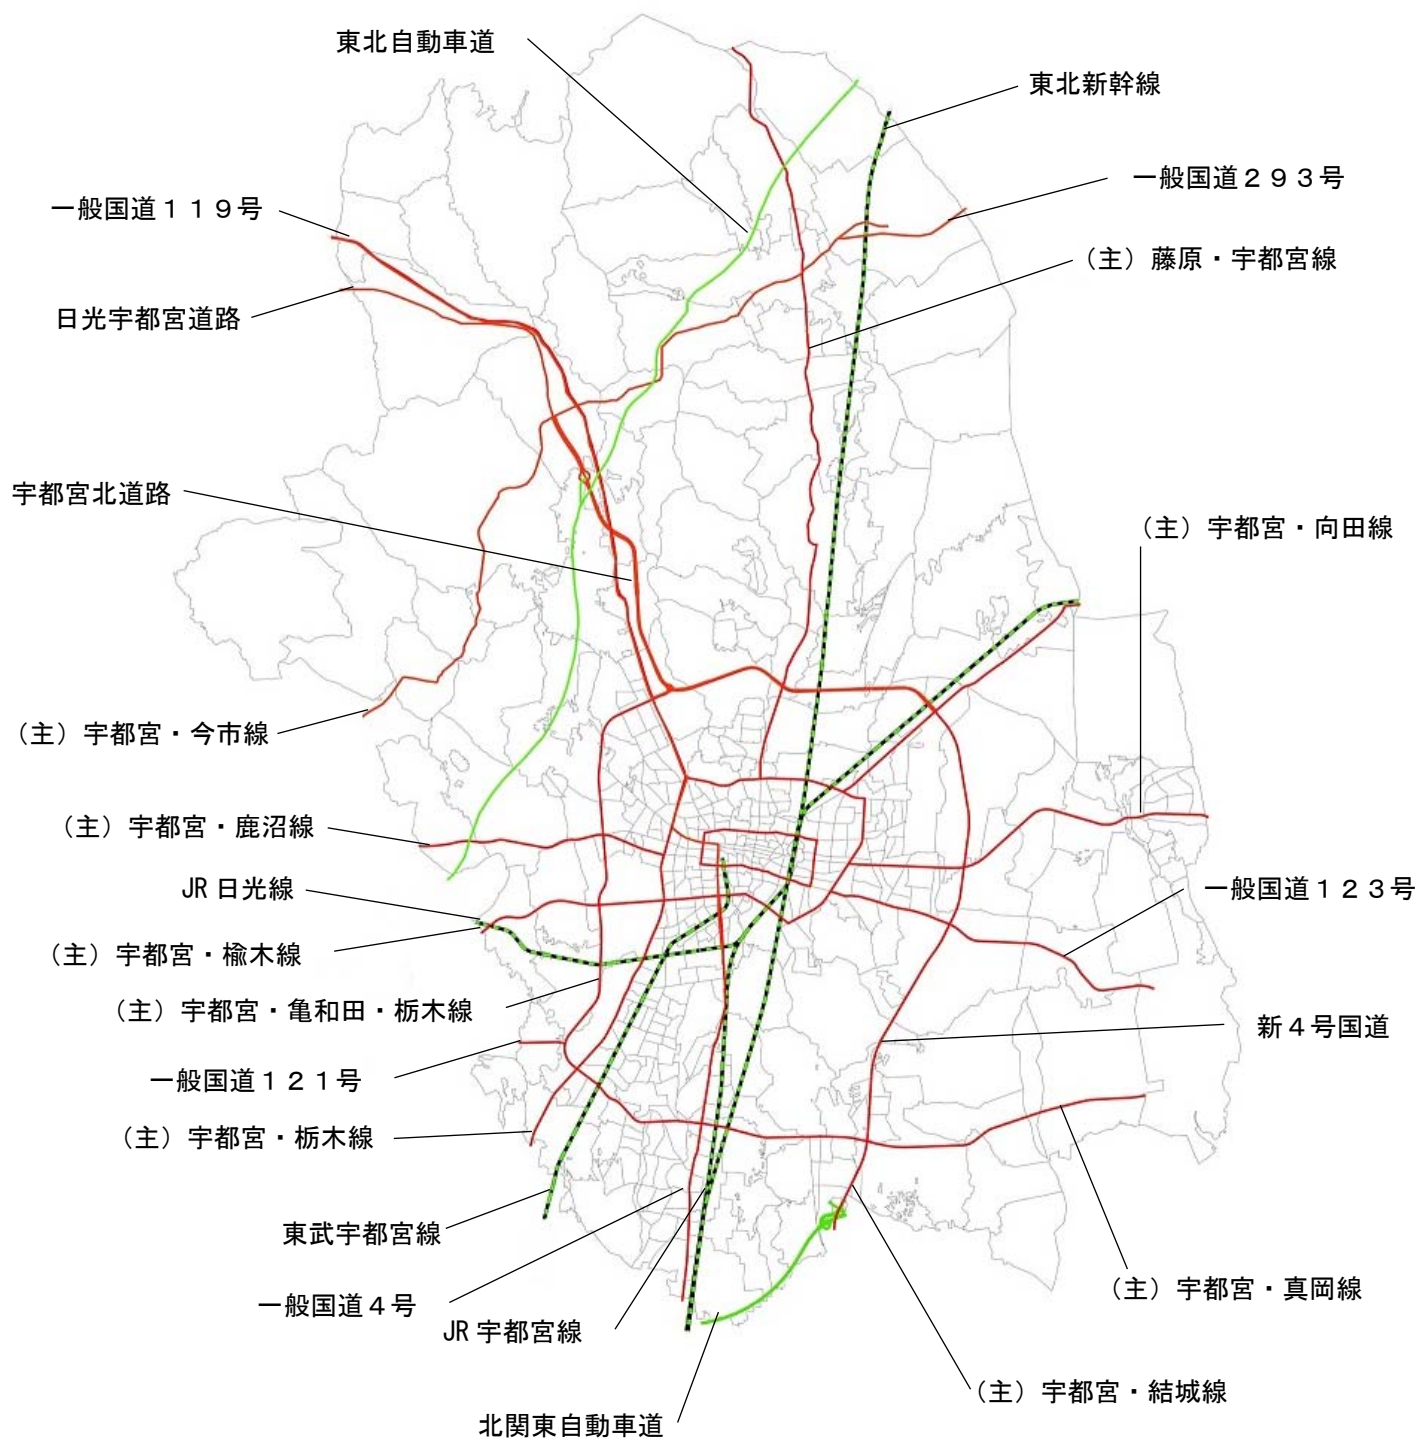 東北自動車道
東北新幹線
一般国道２９３号
一般国道１１９号
（主）藤原・宇都宮線
日光宇都宮道路
宇都宮北道路
（主）宇都宮・向田線
（主）宇都宮・今市線
（主）宇都宮・鹿沼線
JR 日光線
一般国道１２３号
（主）宇都宮・楡木線
（主）宇都宮・亀和田・栃木線
新４号国道
一般国道１２１号
（主）宇都宮・栃木線
東武宇都宮線
（主）宇都宮・真岡線
一般国道４号
JR 宇都宮線
（主）宇都宮・結城線
北関東自動車道